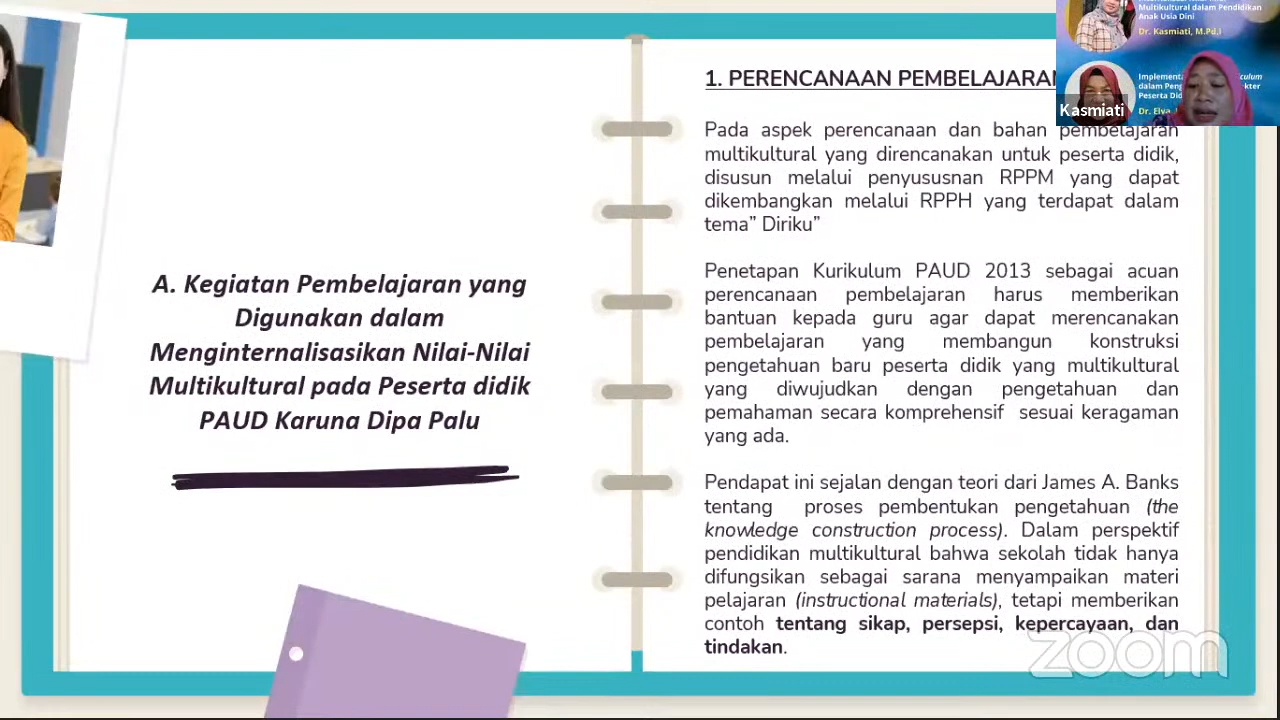 A. Kegiatan Pembelajaran yang
Digunakan dalam
Menginternalisasikan Nilai-Nilai
Multikultural pada Peserta didik
PAUD Karuna Dipa Palu
1. PERENCANAAN PEMBELAJARAN
Pada aspek perencanaan dan bahan pembelajaran
multikultural yang direncanakan untuk peserta didik,
disusun melalui penyususnan RPPM yang dapat
dikembangkan melalui RPPH yang terdapat dalam
tema” Diriku”
Penetapan Kurikulum PAUD 2013 sebagai acuan
perencanaan pembelajaran harus memberikan
bantuan kepada guru agar dapat merencanakan
pembelajaran yang membangun konstruksi
pengetahuan baru peserta didik yang multikultural
yang diwujudkan dengan pengetahuan dan
pemahaman secara komprehensif sesuai keragaman
yang ada.
Pendapat ini sejalan dengan teori dari James A. Banks
tentang proses pembentukan pengetahuan (the
knowledge construction process). Dalam perspektif
pendidikan multikultural bahwa sekolah tidak hanya
difungsikan sebagai sarana menyampaikan materi
pelajaran (instructional materials), tetapi memberikan
contoh tentang sikap, persepsi, kepercayaan, dan
tindakan.
Multikultural dalam Pendidikan
Anak Usia Dini
Dr. Kasmiati, M.Pd.I
dalam
Peserta
Dr.
Kasmiati
zoom